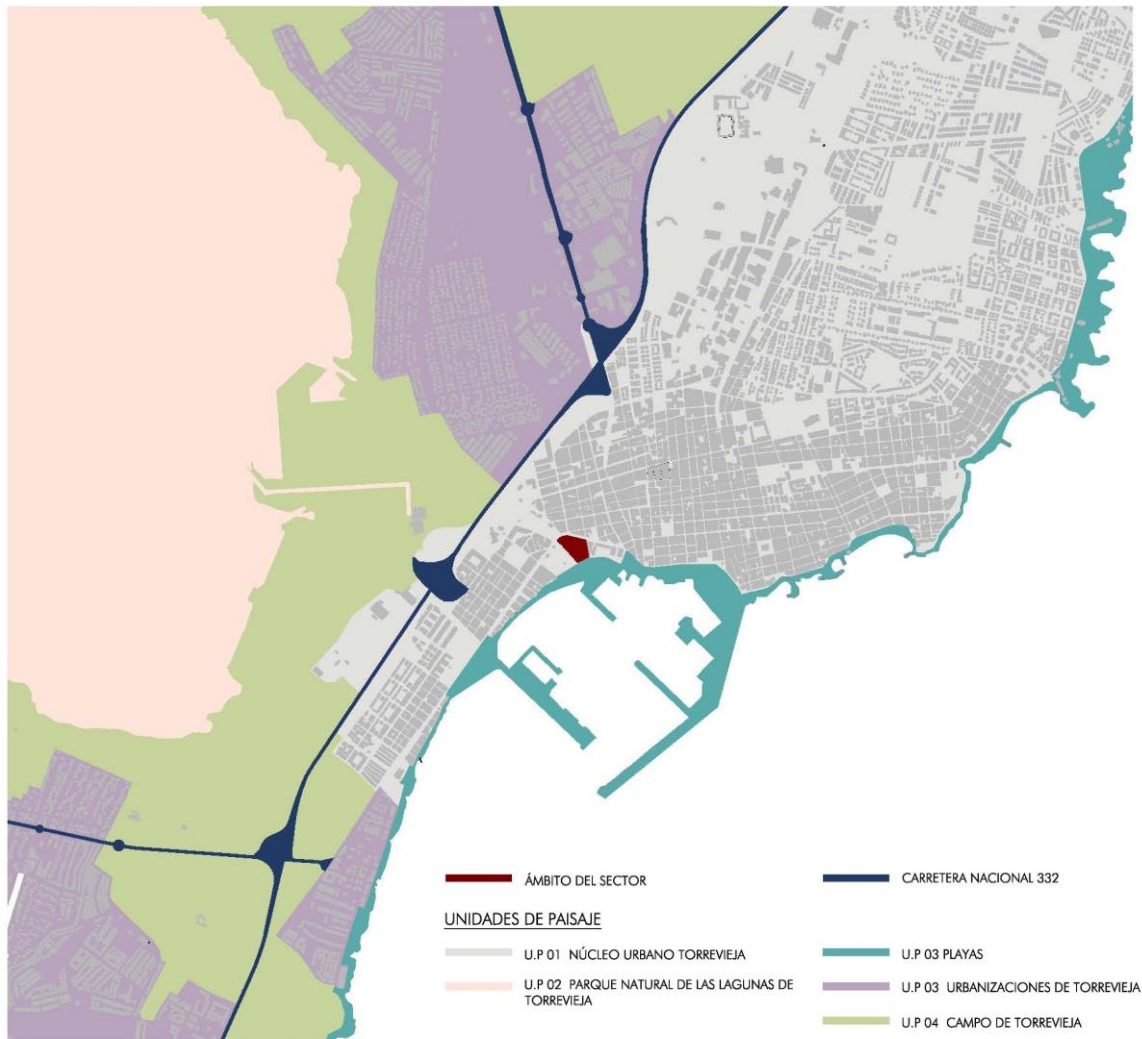 ÁMBITO DEL SECTOR
CARRETERA NACIONAL 332
UNIDADES DE PAISAJE
U.P 01 NÚCLEO URBANO TORREVIEJA
U.P 02 PARQUE NATURAL DE LAS LAGUNAS DE
TORREVIEJA
U.P 03 PLAYAS
U.P 03 URBANIZACIONES DE TORREVIEJA
U.P 04 CAMPO DE TORREVIEJA